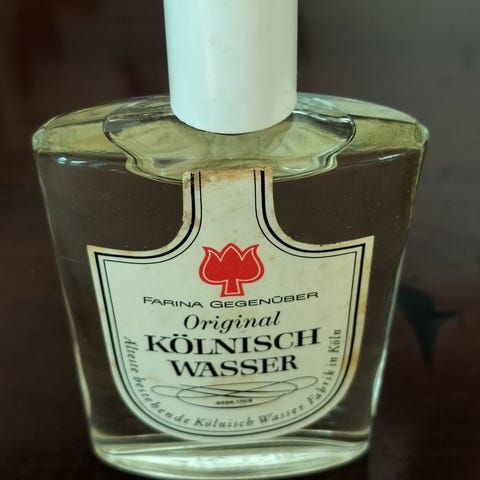 FARINA GEGENÜBER
Original
KÖLNISCH
WASSER
Älteste bestehende Kölnisch Wasser Fabrik in Köln